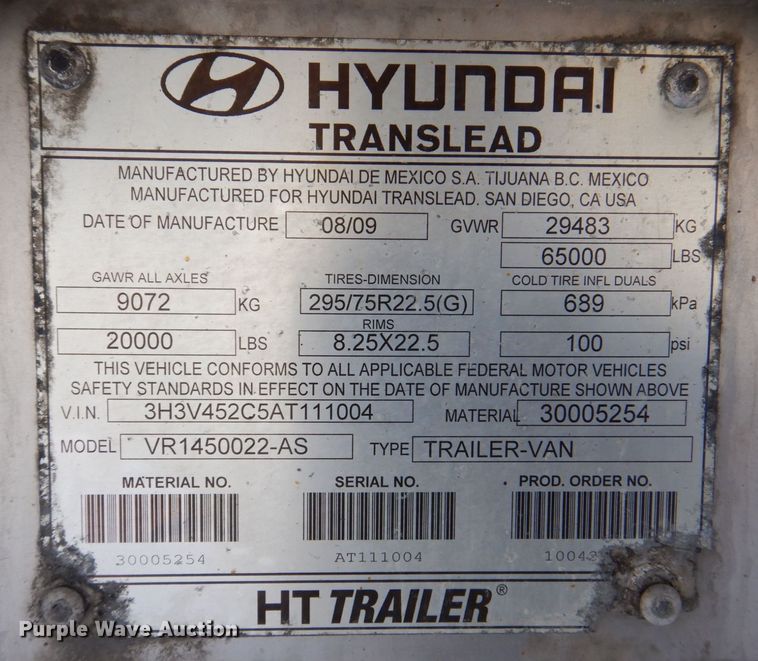 HYUNDAI
TRANSLEAD
MANUFACTURED BY HYUNDAI DE MEXICO S.A. TIJUANA B.C. MEXICO
MANUFACTURED FOR HYUNDAI TRANSLEAD. SAN DIEGO, CA USA
DATE OF MANUFACTURE 08/09 GVWR 29483 KG
65000 LBS
GAWR ALL AXLES TIRES-DIMENSION COLD TIRE INFL DUALS
9072 KG 295/75R22.5(G) 689 kPa
RIMS
20000 LBS 8.25X22.5 100 psi
THIS VEHICLE CONFORMS TO ALL APPLICABLE FEDERAL MOTOR VEHICLES
SAFETY STANDARDS IN EFFECT ON THE DATE OF MANUFACTURE SHOWN ABOVE
V.I.N. 3H3V452C5AT111004 MATERIAL 30005254
MODEL VR1450022-AS TYPE TRAILER-VAN
MATERIAL NO. SERIAL NO. PROD. ORDER NO.
30005254 AT111004
HT TRAILER®
Purple Wave Auction